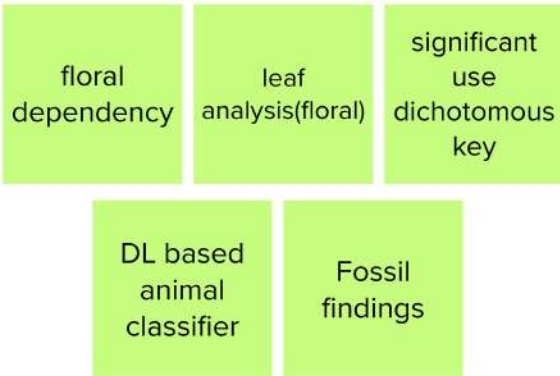 floral
dependency
leaf
analysis(floral)
significant
use
dichotomous
key
DL based
animal
classifier
Fossil
findings